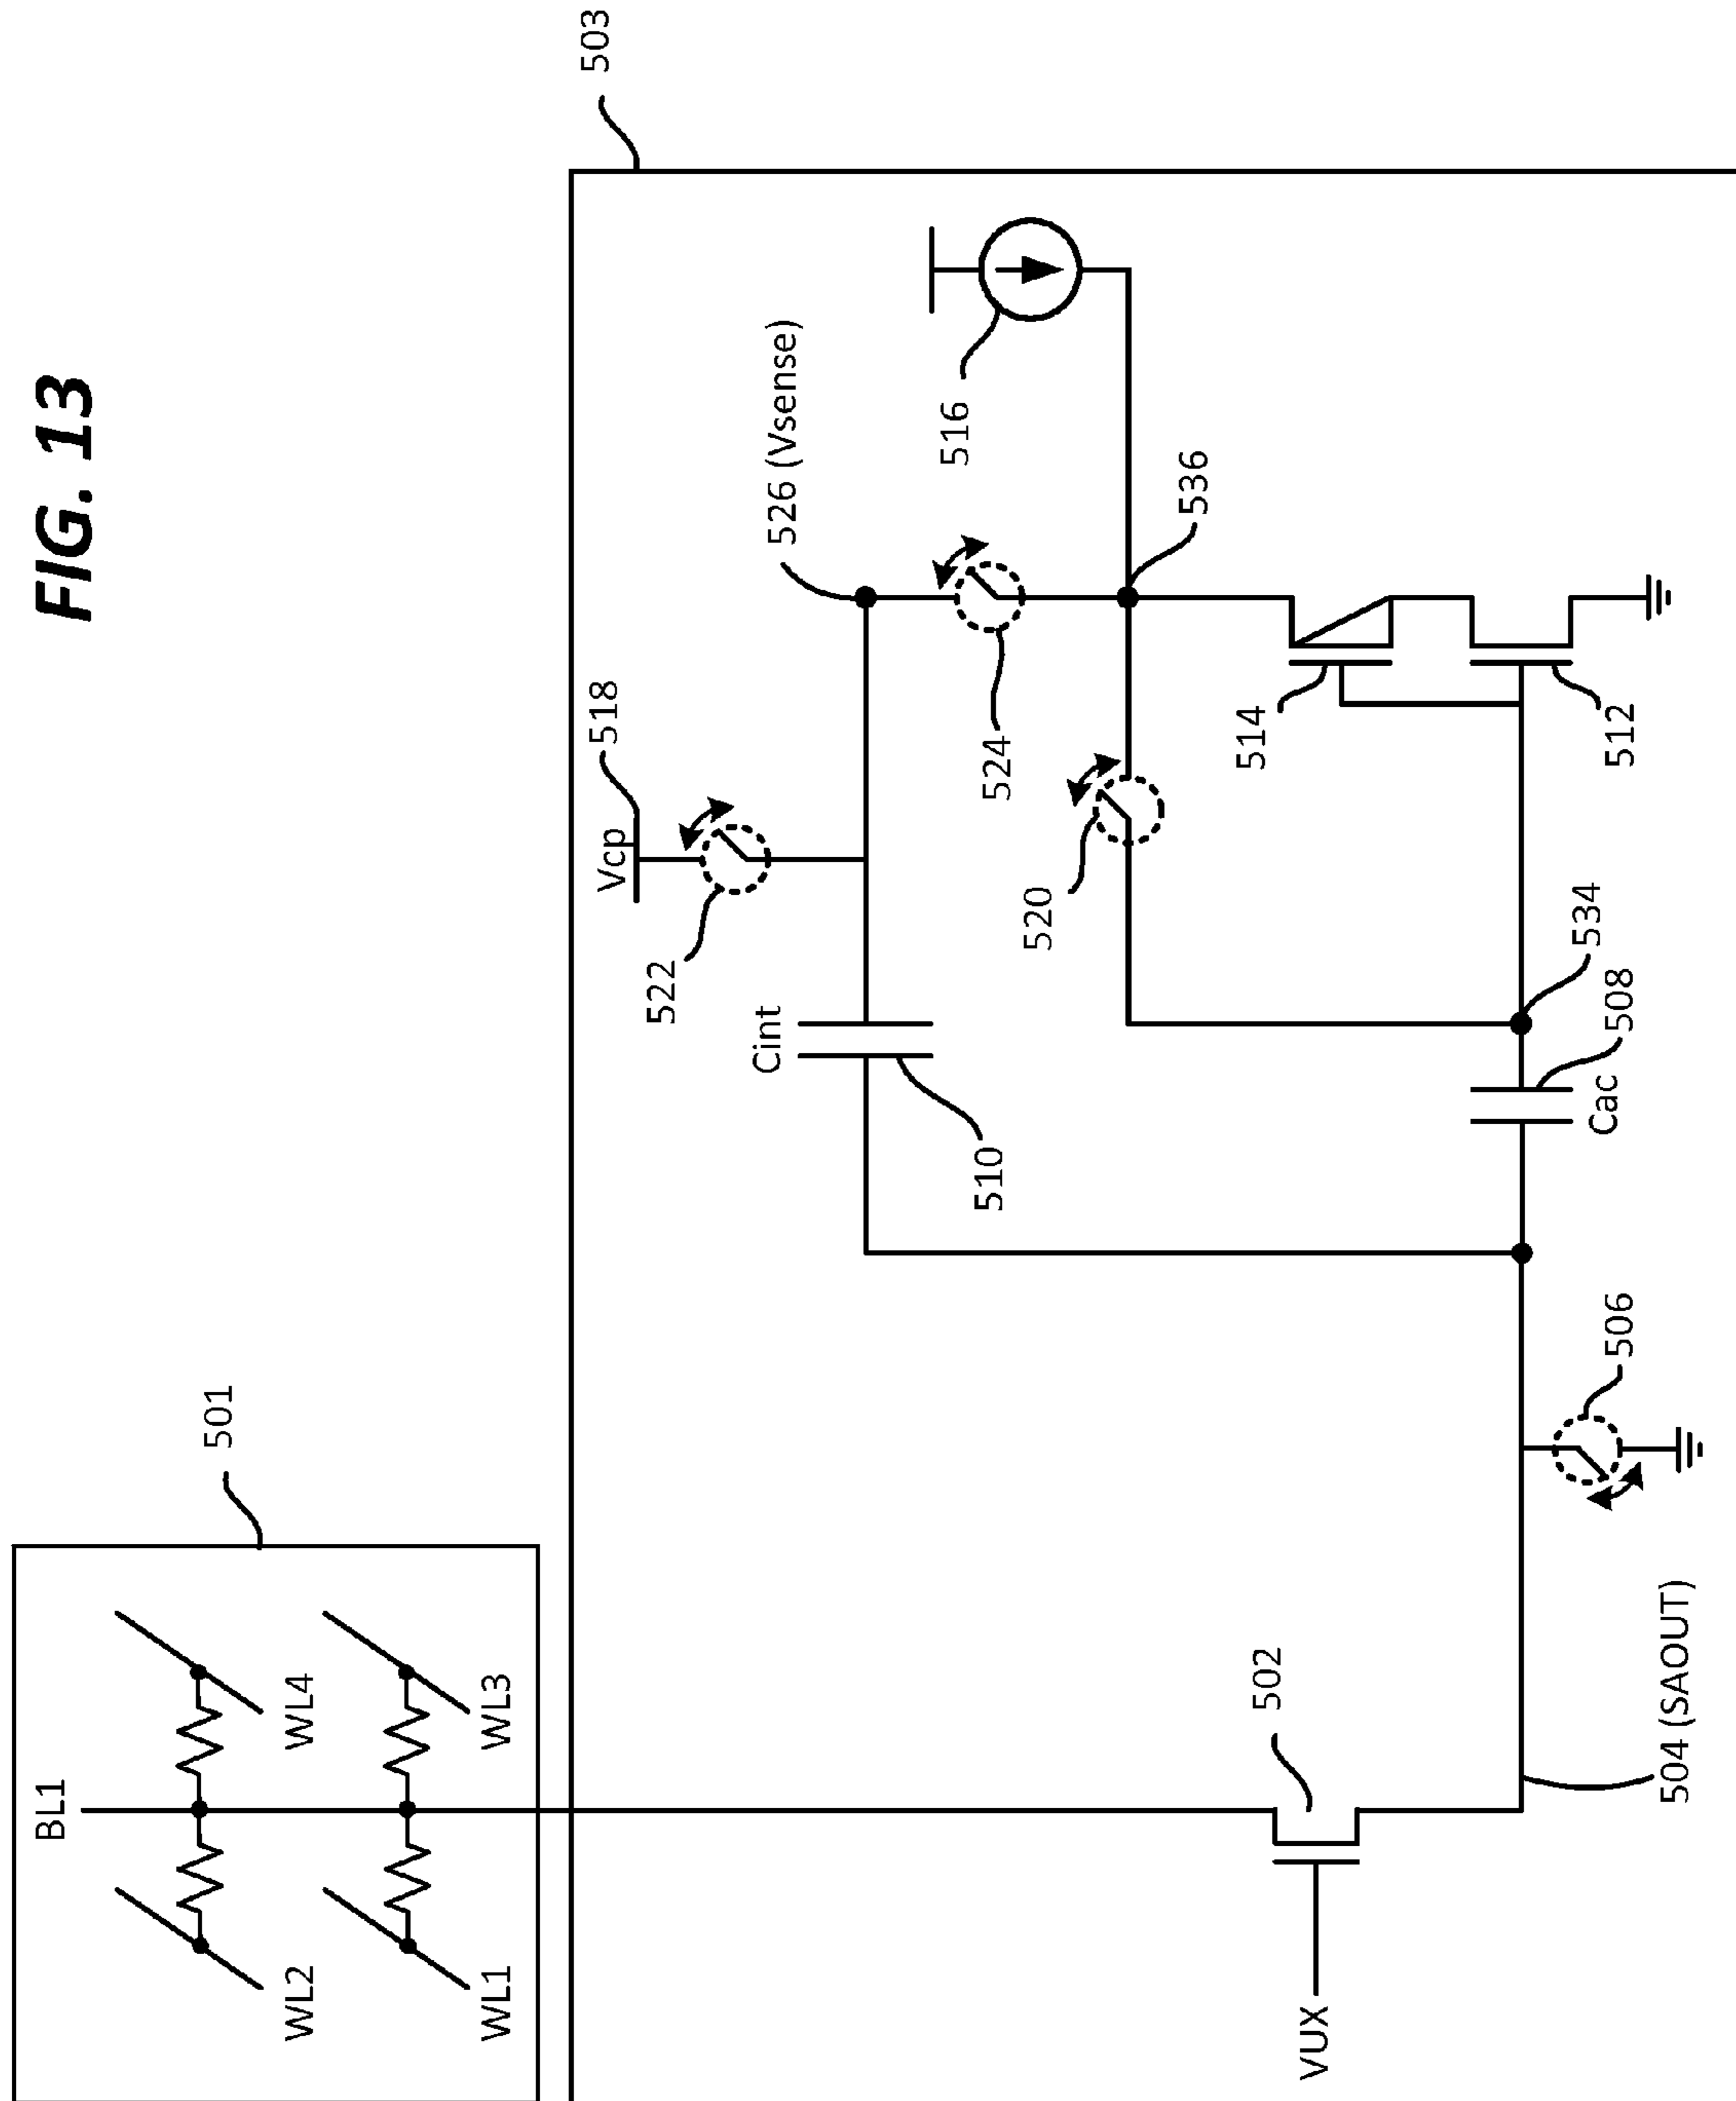 FIG. 13
503
501
BL1
WL4
WL2
WL3
WL1
Vcp
518
526 (Vsense)
522
Cint
510
524
516
520
536
514
512
534
508
Cac
506
502
VUX
504 (SAOUT)